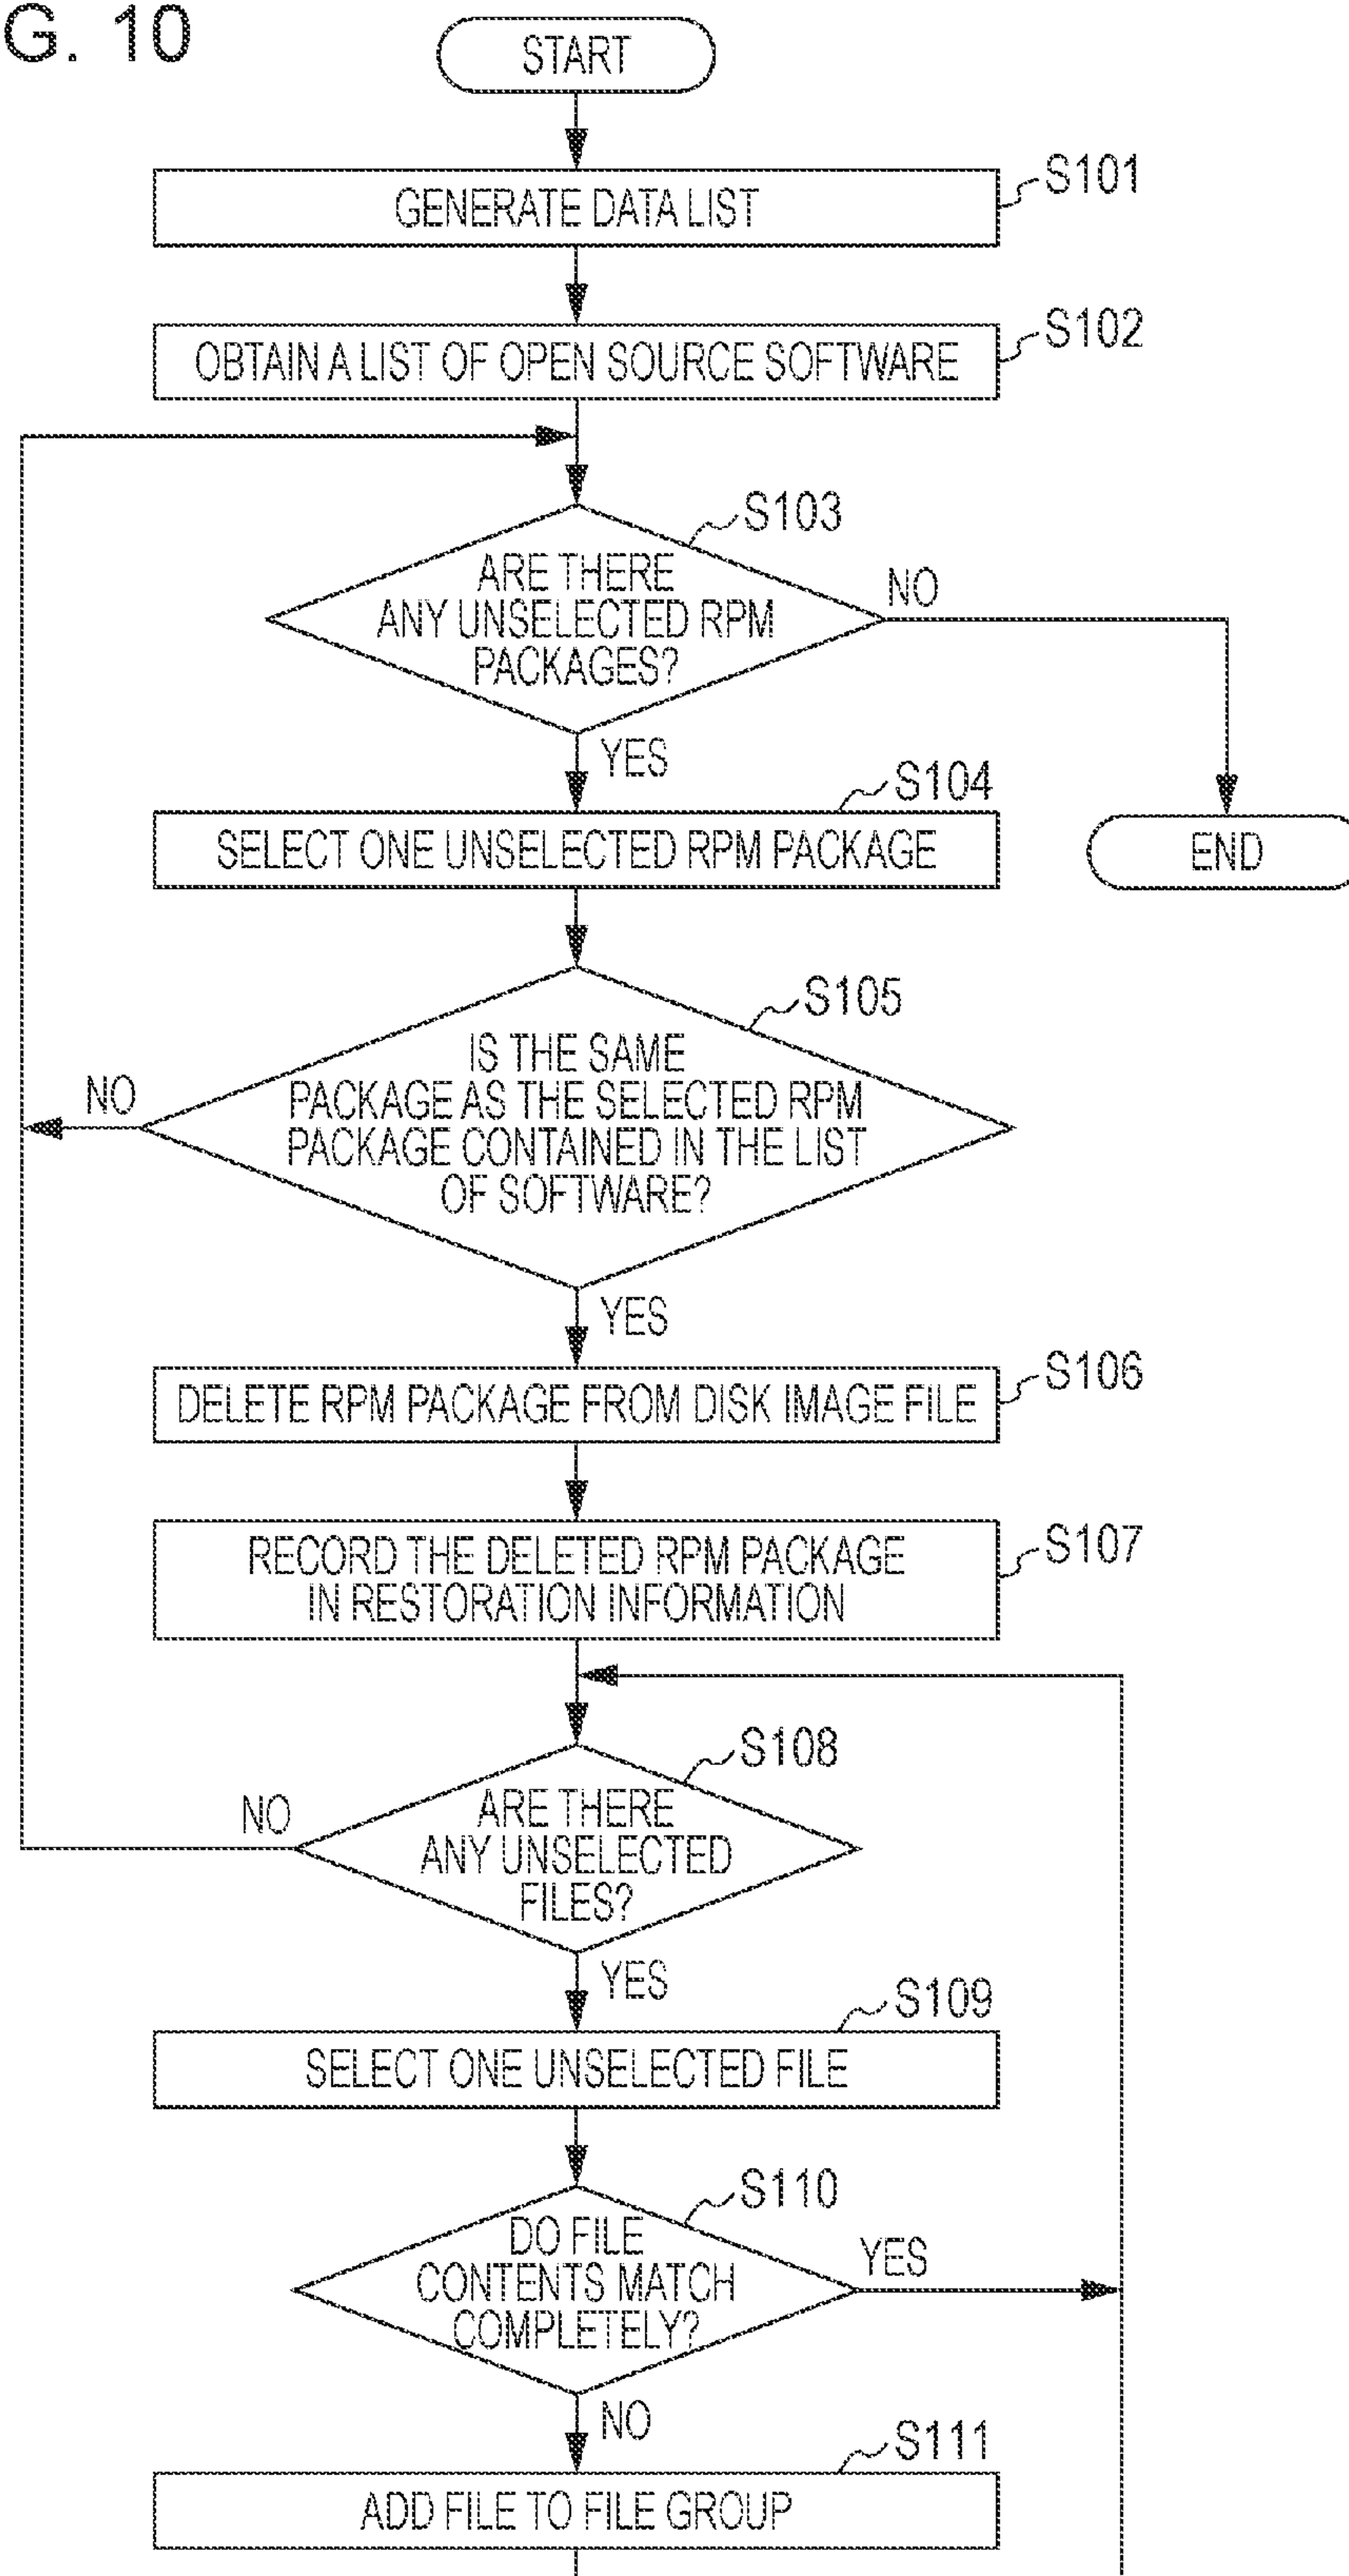 G. 10
START
GENERATE DATA LIST
S101
OBTAIN A LIST OF OPEN SOURCE SOFTWARE
S102
S103
ARE THERE
ANY UNSELECTED RPM
PACKAGES?
NO
YES
S104
SELECT ONE UNSELECTED RPM PACKAGE
END
S105
IS THE SAME
PACKAGE AS THE SELECTED RPM
PACKAGE CONTAINED IN THE LIST
OF SOFTWARE?
NO
YES
S106
DELETE RPM PACKAGE FROM DISK IMAGE FILE
S107
RECORD THE DELETED RPM PACKAGE
IN RESTORATION INFORMATION
S108
ARE THERE
ANY UNSELECTED
FILES?
NO
YES
S109
SELECT ONE UNSELECTED FILE
S110
DO FILE
CONTENTS MATCH
COMPLETELY?
YES
NO
S111
ADD FILE TO FILE GROUP